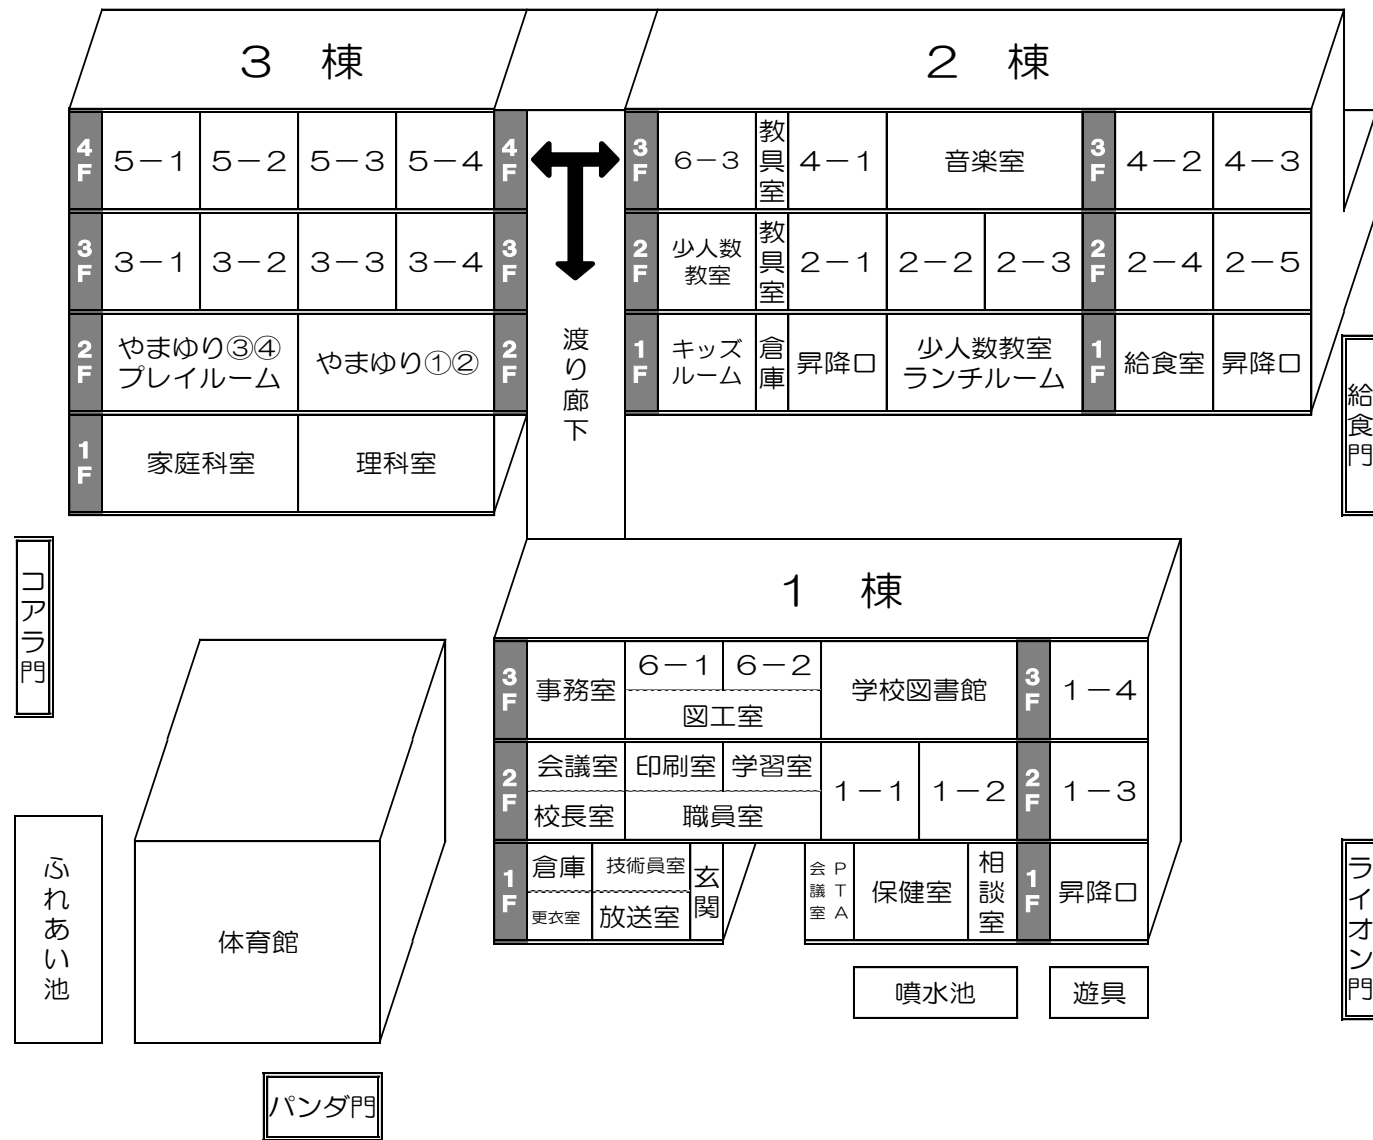 3 棟
2 棟
4F
5-1
5-2
5-3
5-4
4F
3F
6-3
教具室
4-1
音楽室
3F
4-2
4-3
3F
3-1
3-2
3-3
3-4
3F
2F
少人数
教室
教具室
2-1
2-2
2-3
2F
2-4
2-5
2F
やまゆり③④
プレイルーム
やまゆり①②
2F
渡り廊下
1F
キッズ
ルーム
倉庫
昇降口
少人数教室
ランチルーム
1F
給食室
昇降口
給食門
1F
家庭科室
理科室
コアラ門
1 棟
3F
事務室
6-1
6-2
図工室
学校図書館
3F
1-4
2F
会議室
印刷室
学習室
校長室
職員室
1-1
1-2
2F
1-3
1F
倉庫
技術員室
玄関
更衣室
放送室
PTA
会議室
保健室
相談室
1F
昇降口
ライオン門
ふれあい池
体育館
噴水池
遊具
パンダ門